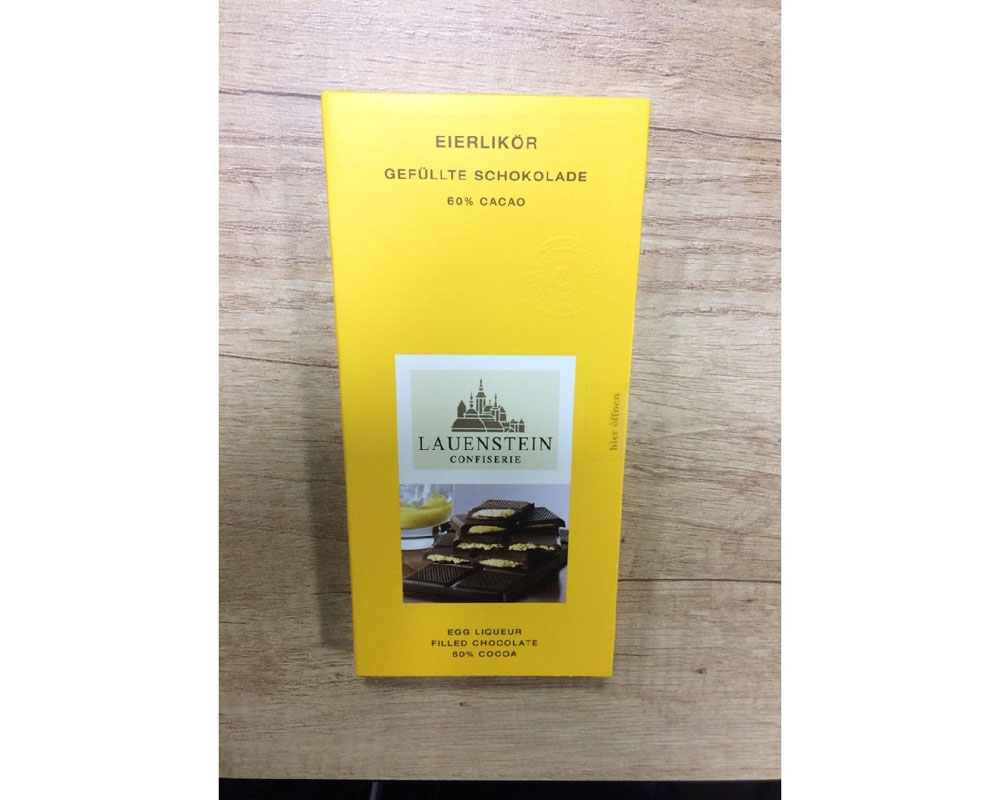 EIERLIKÖR
GEFÜLLTE SCHOKOLADE
60% CACAO
hier öffnen
LAUENSTEIN
CONFISERIE
EGG LIQUEUR
FILLED CHOCOLATE
60% COCOA